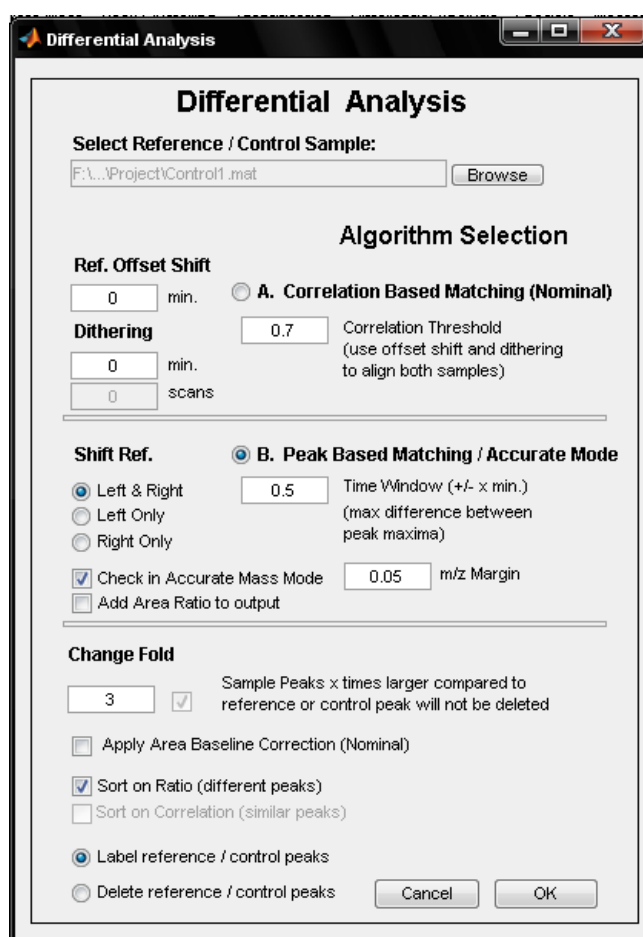 Differential Analysis
Differential Analysis
Select Reference / Control Sample:
F:\...\Project\Control1.mat
Browse
Algorithm Selection
Ref. Offset Shift
0 min.
A. Correlation Based Matching (Nominal)
Dithering
0.7 Correlation Threshold
(use offset shift and dithering
to align both samples)
0 min.
0 scans
Shift Ref.
B. Peak Based Matching / Accurate Mode
Left & Right
Left Only
Right Only
0.5 Time Window (+/- x min.)
(max difference between
peak maxima)
Check in Accurate Mass Mode
0.05 m/z Margin
Add Area Ratio to output
Change Fold
3 Sample Peaks x times larger compared to
reference or control peak will not be deleted
Apply Area Baseline Correction (Nominal)
Sort on Ratio (different peaks)
Sort on Correlation (similar peaks)
Label reference / control peaks
Delete reference / control peaks
Cancel OK